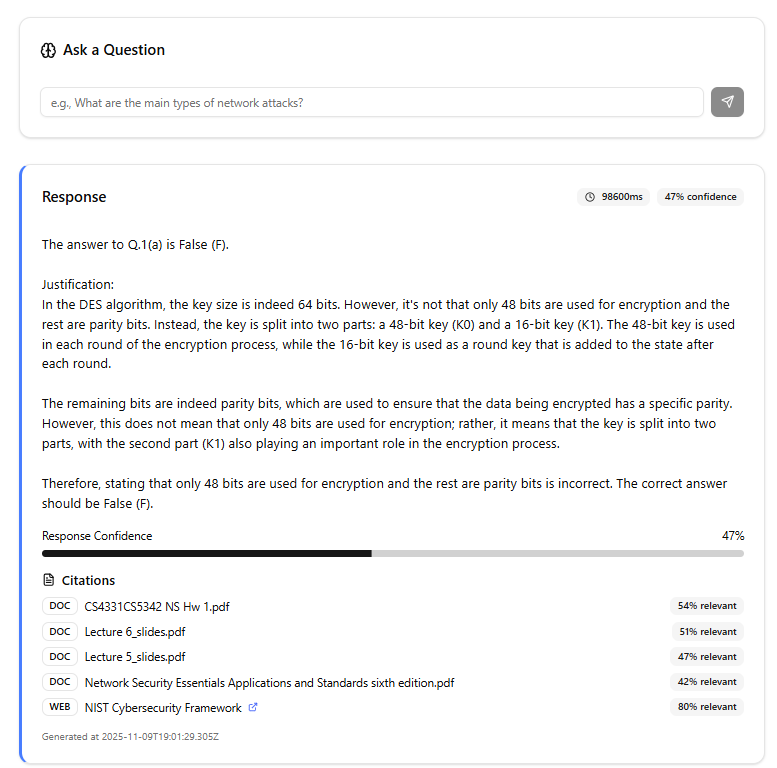 Ask a Question
e.g., What are the main types of network attacks?
Response
98600ms
47% confidence
The answer to Q.1(a) is False (F).
Justification:
In the DES algorithm, the key size is indeed 64 bits. However, it's not that only 48 bits are used for encryption and the
rest are parity bits. Instead, the key is split into two parts: a 48-bit key (K0) and a 16-bit key (K1). The 48-bit key is used
in each round of the encryption process, while the 16-bit key is used as a round key that is added to the state after
each round.
The remaining bits are indeed parity bits, which are used to ensure that the data being encrypted has a specific parity.
However, this does not mean that only 48 bits are used for encryption; rather, it means that the key is split into two
parts, with the second part (K1) also playing an important role in the encryption process.
Therefore, stating that only 48 bits are used for encryption and the rest are parity bits is incorrect. The correct answer
should be False (F).
Response Confidence 47%
Citations
DOC CS4331CS5342 NS Hw 1.pdf 54% relevant
DOC Lecture 6_slides.pdf 51% relevant
DOC Lecture 5_slides.pdf 47% relevant
DOC Network Security Essentials Applications and Standards sixth edition.pdf 42% relevant
WEB NIST Cybersecurity Framework 80% relevant
Generated at 2025-11-09T19:01:29.305Z